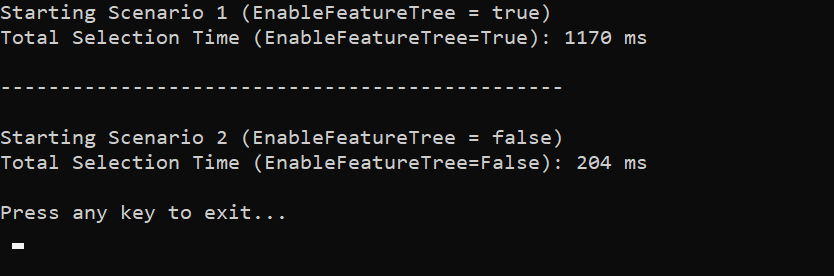 Starting Scenario 1 (EnableFeatureTree = true)
Total Selection Time (EnableFeatureTree=True): 1170 ms
-----------------------------------------------
Starting Scenario 2 (EnableFeatureTree = false)
Total Selection Time (EnableFeatureTree=False): 204 ms
Press any key to exit...